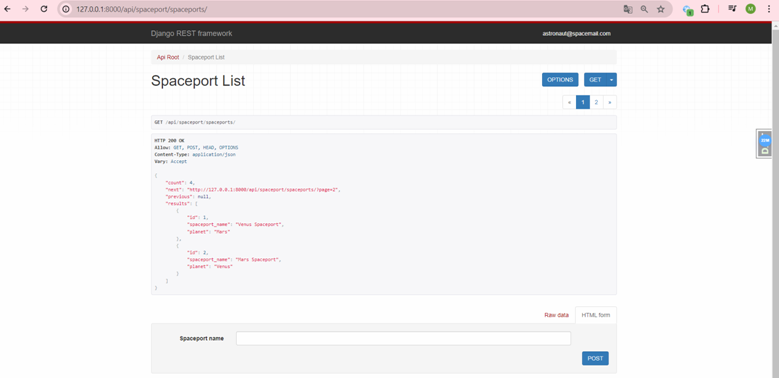 127.0.0.1:8000/api/spaceport/spaceports/
M
Django REST framework
astronaut@spacemail.com
Api Root / Spaceport List
Spaceport List
OPTIONS
GET
« 1 2 »
GET /api/spaceport/spaceports/
HTTP 200 OK
Allow: GET, POST, HEAD, OPTIONS
Content-Type: application/json
Vary: Accept
{
"count": 4,
"next": "http://127.0.0.1:8000/api/spaceport/spaceports/?page=2",
"previous": null,
"results": [
{
"id": 1,
"spaceport_name": "Venus Spaceport",
"planet": "Mars"
},
{
"id": 2,
"spaceport_name": "Mars Spaceport",
"planet": "Venus"
}
]
}
Raw data
HTML form
Spaceport name
POST